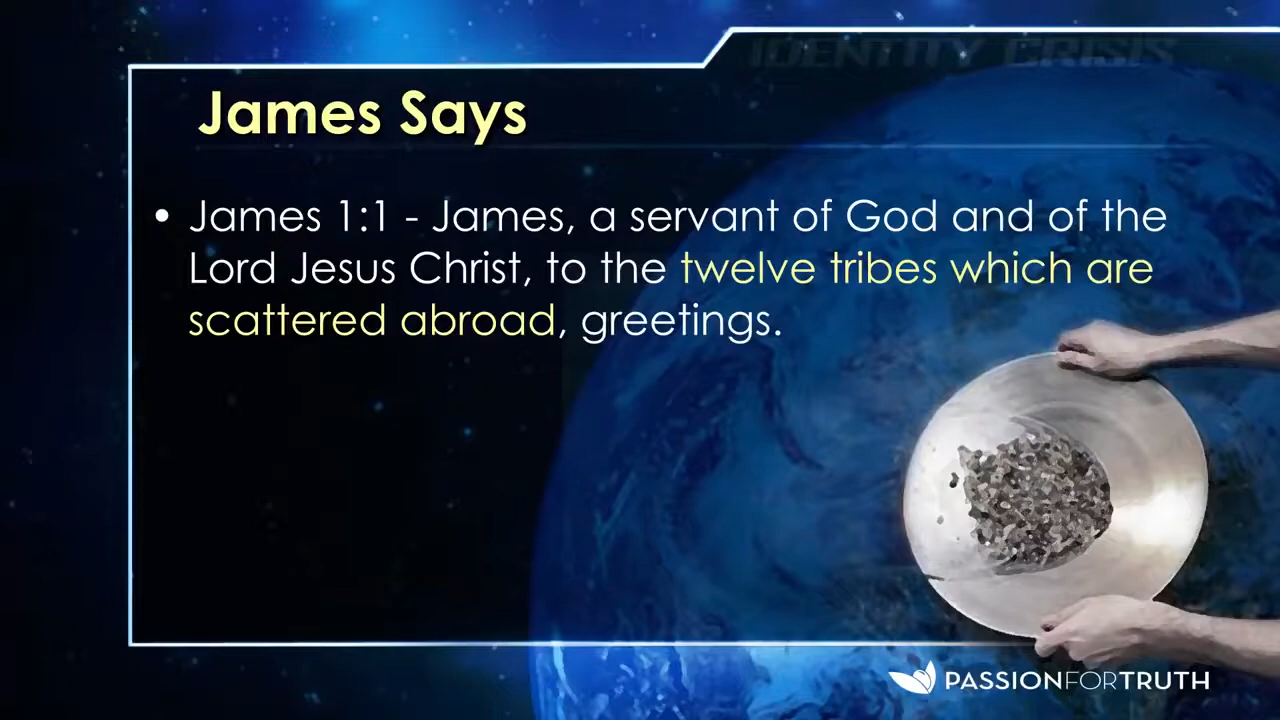 IDENTITY CRISIS
James Says
• James 1:1 - James, a servant of God and of the
Lord Jesus Christ, to the twelve tribes which are
scattered abroad, greetings.
PASSIONFORTRUTH